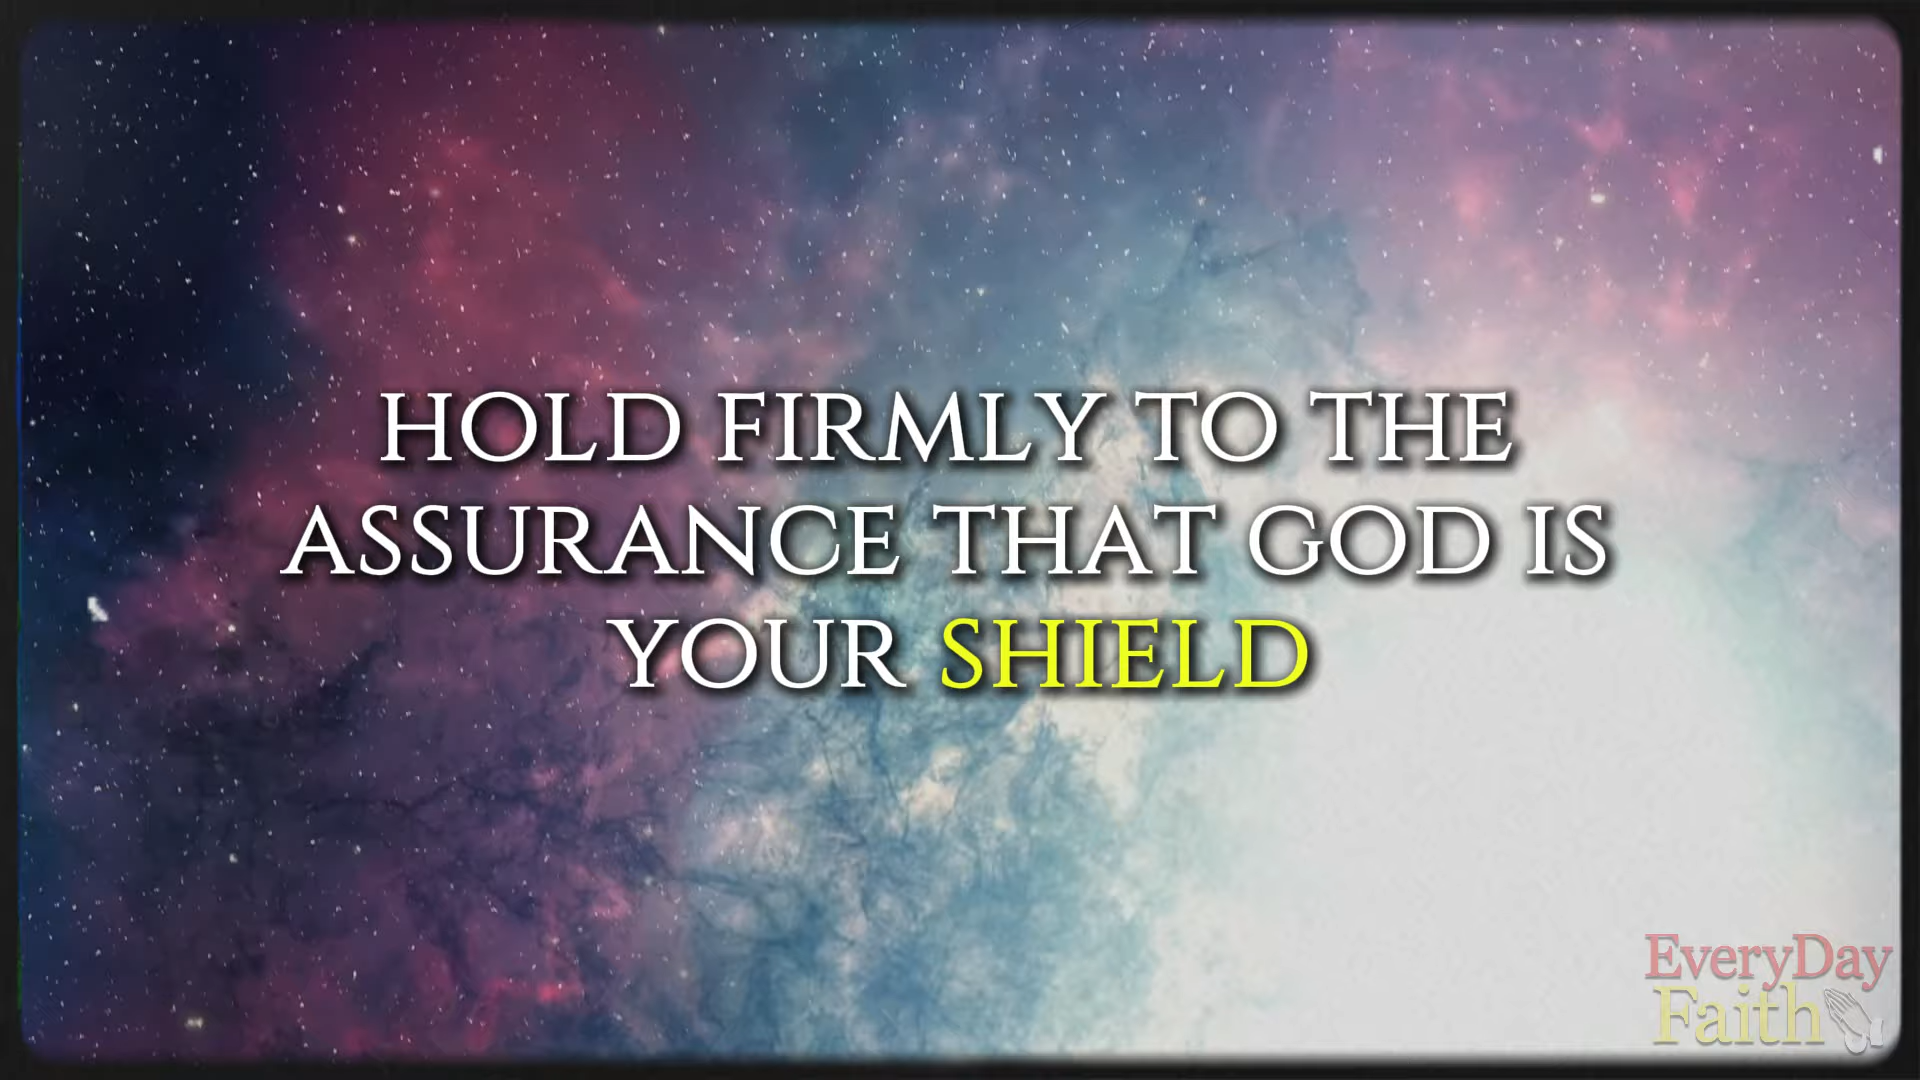 HOLD FIRMLY TO THE
ASSURANCE THAT GOD IS
YOUR SHIELD
EveryDay
Faith